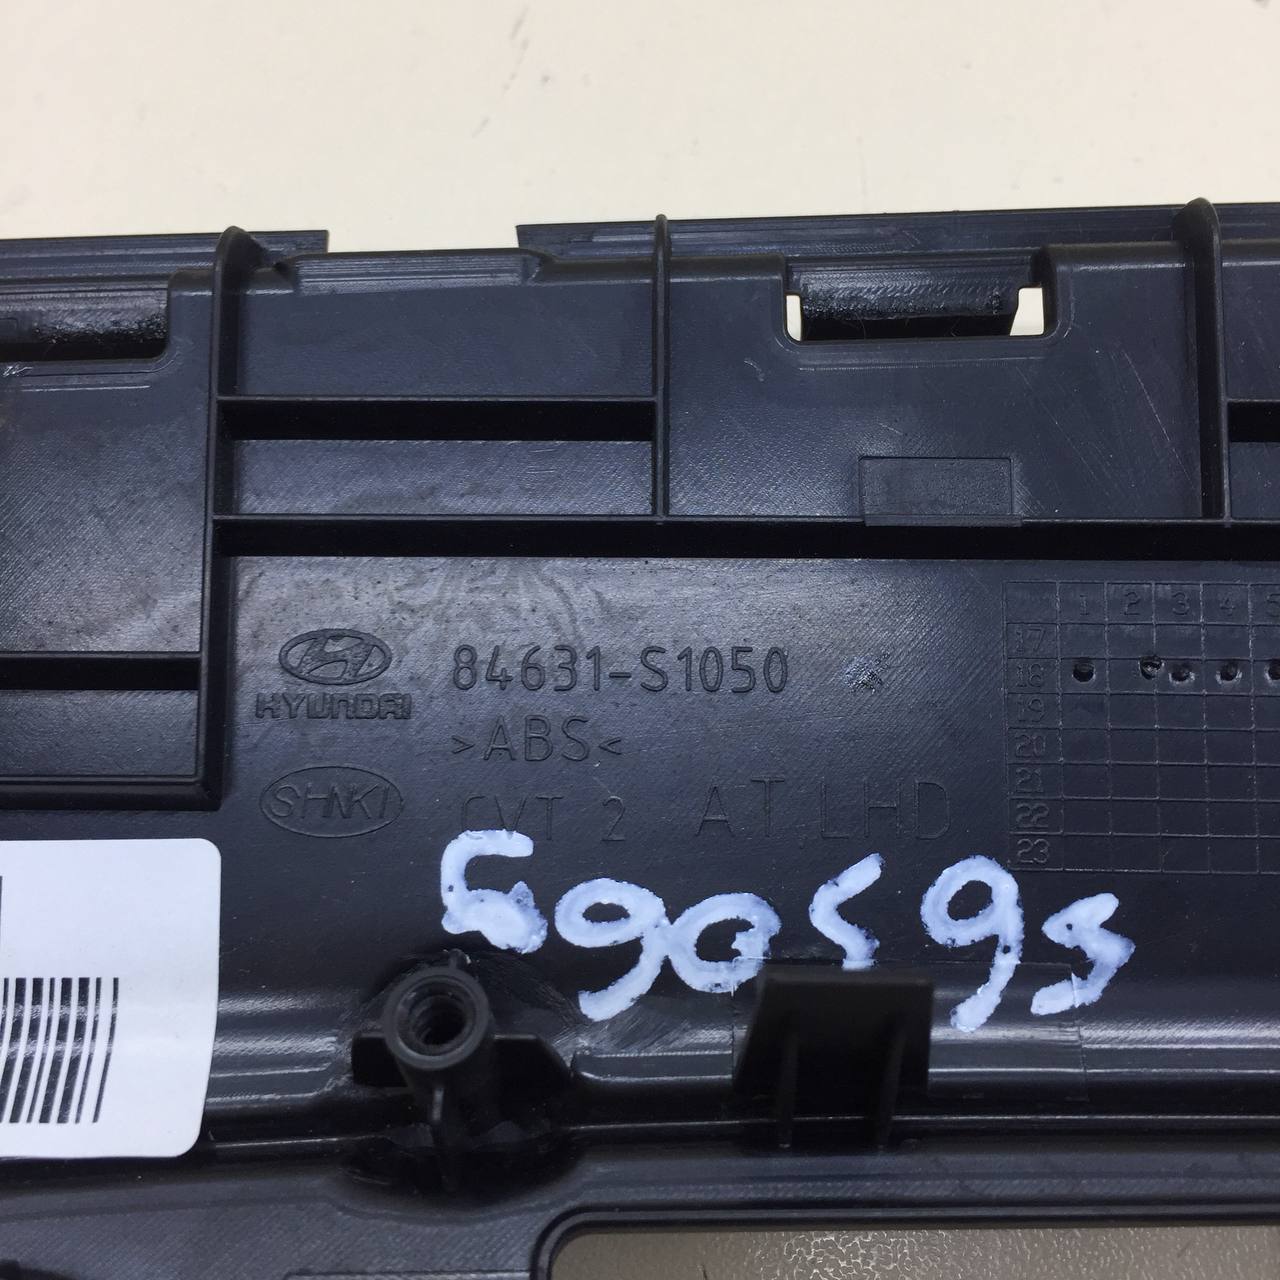 84631-S1050
HYUNDAI
>ABS<
SHNKI
CVT 2 AT LHD
1 2 3 4 5
17
18
19
20
21
22
23